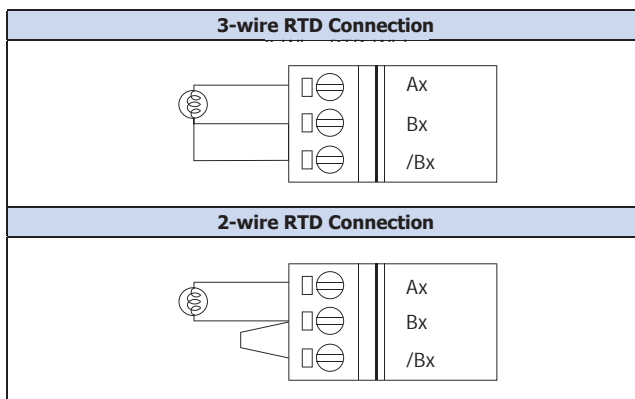 3-wire RTD Connection
Ax
Bx
/Bx
2-wire RTD Connection
Ax
Bx
/Bx